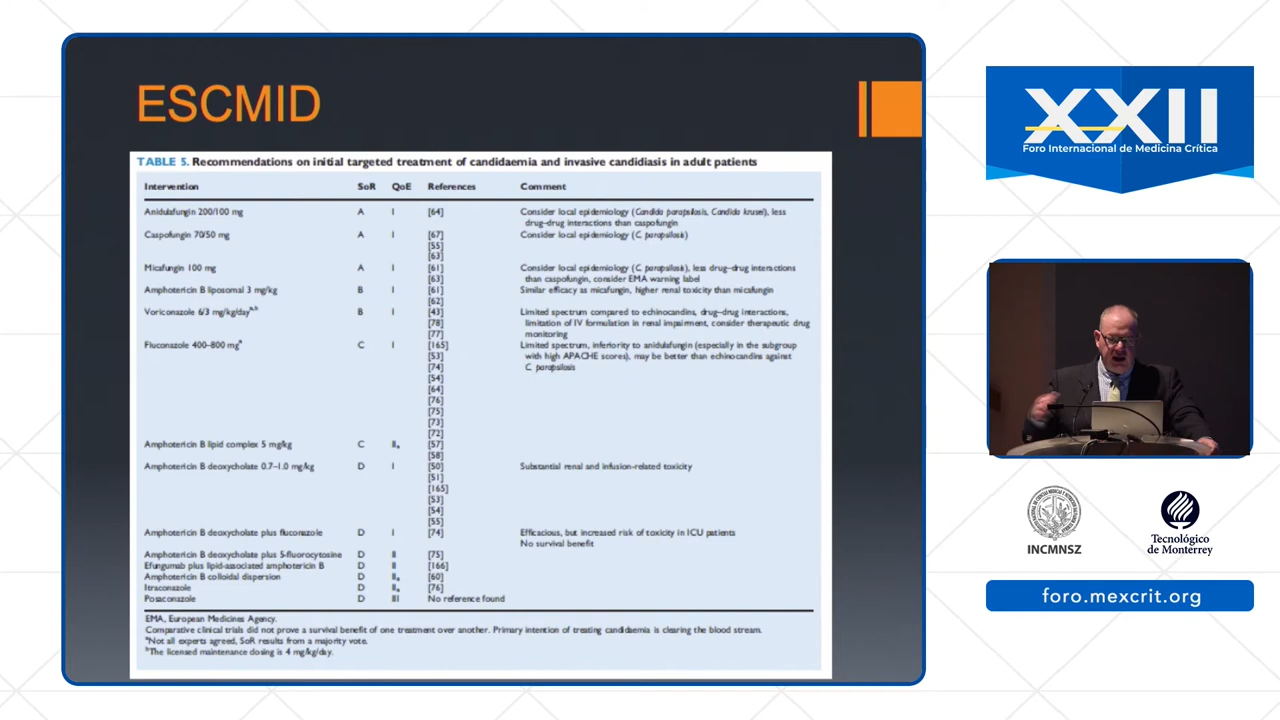 ESCMID
TABLE 5. Recommendations on initial targeted treatment of candidaemia and invasive candidiasis in adult patients
Intervention SoR QoE References Comment
Anidulafungin 200/100 mg A I [64] Consider local epidemiology (Candida parapsilosis, Candida krusei), less
drug–drug interactions than caspofungin
Caspofungin 70/50 mg A I [67] Consider local epidemiology (C. parapsilosis)
[55]
[63]
Micafungin 100 mg A I [61] Consider local epidemiology (C. parapsilosis), less drug–drug interactions
[63] than caspofungin, consider EMA warning label
Amphotericin B liposomal 3 mg/kg B I [61] Similar efficacy as micafungin, higher renal toxicity than micafungin
[62]
Voriconazole 6/3 mg/kg/day a,b B I [43] Limited spectrum compared to echinocandins, drug–drug interactions,
[78] limitation of IV formulation in renal impairment, consider therapeutic drug
[77] monitoring
Fluconazole 400–800 mg a C I [165] Limited spectrum, inferiority to anidulafungin (especially in the subgroup
[53] with high APACHE scores), may be better than echinocandins against
[74] C. parapsilosis
[54]
[64]
[76]
[75]
[73]
[72]
Amphotericin B lipid complex 5 mg/kg C II a [57]
[58]
Amphotericin B deoxycholate 0.7–1.0 mg/kg D I [50] Substantial renal and infusion-related toxicity
[51]
[165]
[53]
[54]
[55]
Amphotericin B deoxycholate plus fluconazole D I [74] Efficacious, but increased risk of toxicity in ICU patients
No survival benefit
Amphotericin B deoxycholate plus 5-fluorocytosine D II [75]
Efungumab plus lipid-associated amphotericin B D II [166]
Amphotericin B colloidal dispersion D II a [60]
Itraconazole D II a [76]
Posaconazole D III No reference found
EMA, European Medicines Agency.
Comparative clinical trials did not prove a survival benefit of one treatment over another. Primary intention of treating candidaemia is clearing the blood stream.
a Not all experts agreed, SoR results from a majority vote.
b The licensed maintenance dosing is 4 mg/kg/day.
XXII
Foro Internacional de Medicina Crítica
INCMNSZ
Tecnológico
de Monterrey
foro.mexcrit.org